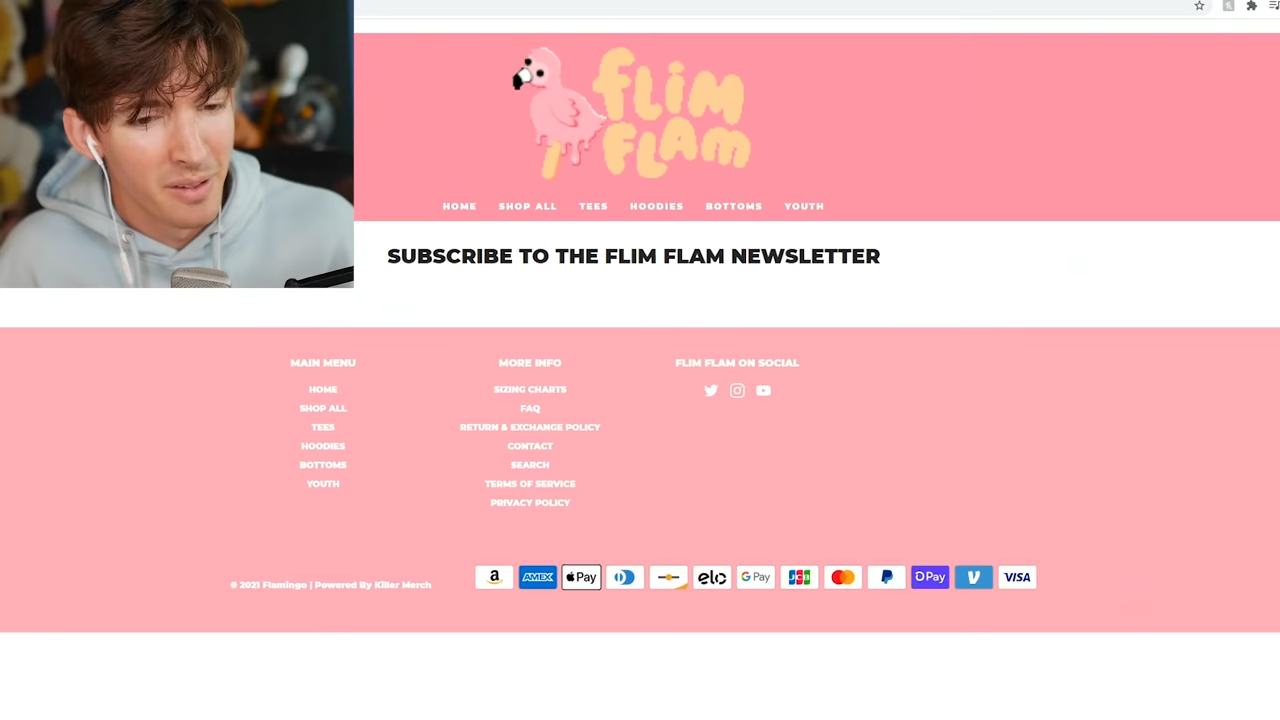 FLiM
FLAM
HOME SHOP ALL TEES HOODIES BOTTOMS YOUTH
SUBSCRIBE TO THE FLIM FLAM NEWSLETTER
MAIN MENU
HOME
SHOP ALL
TEES
HOODIES
BOTTOMS
YOUTH
MORE INFO
SIZING CHARTS
FAQ
RETURN & EXCHANGE POLICY
CONTACT
SEARCH
TERMS OF SERVICE
PRIVACY POLICY
FLIM FLAM ON SOCIAL
© 2021 Flamingo | Powered By Killer Merch
a AMEX Pay elo G Pay JCB Pay V VISA